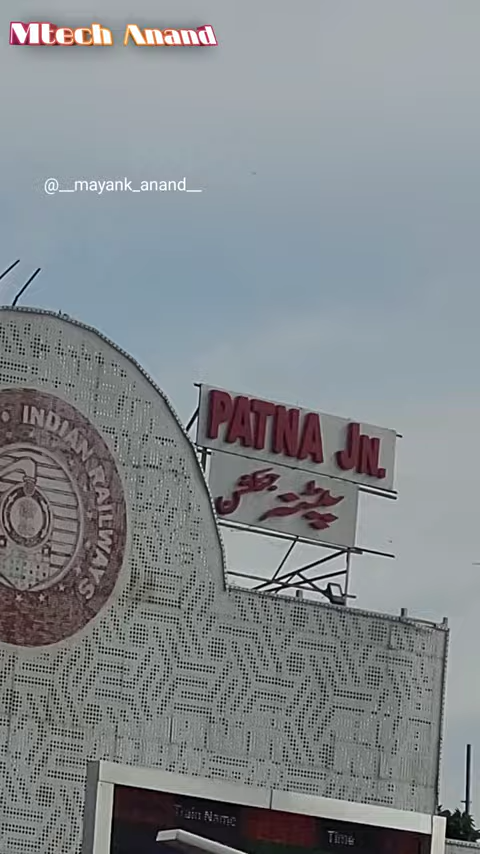 Mtech Anand
@__mayank_anand__
PATNA Jn.
پٹنہ جنکشن
INDIAN RAILWAYS
Train Name
Time